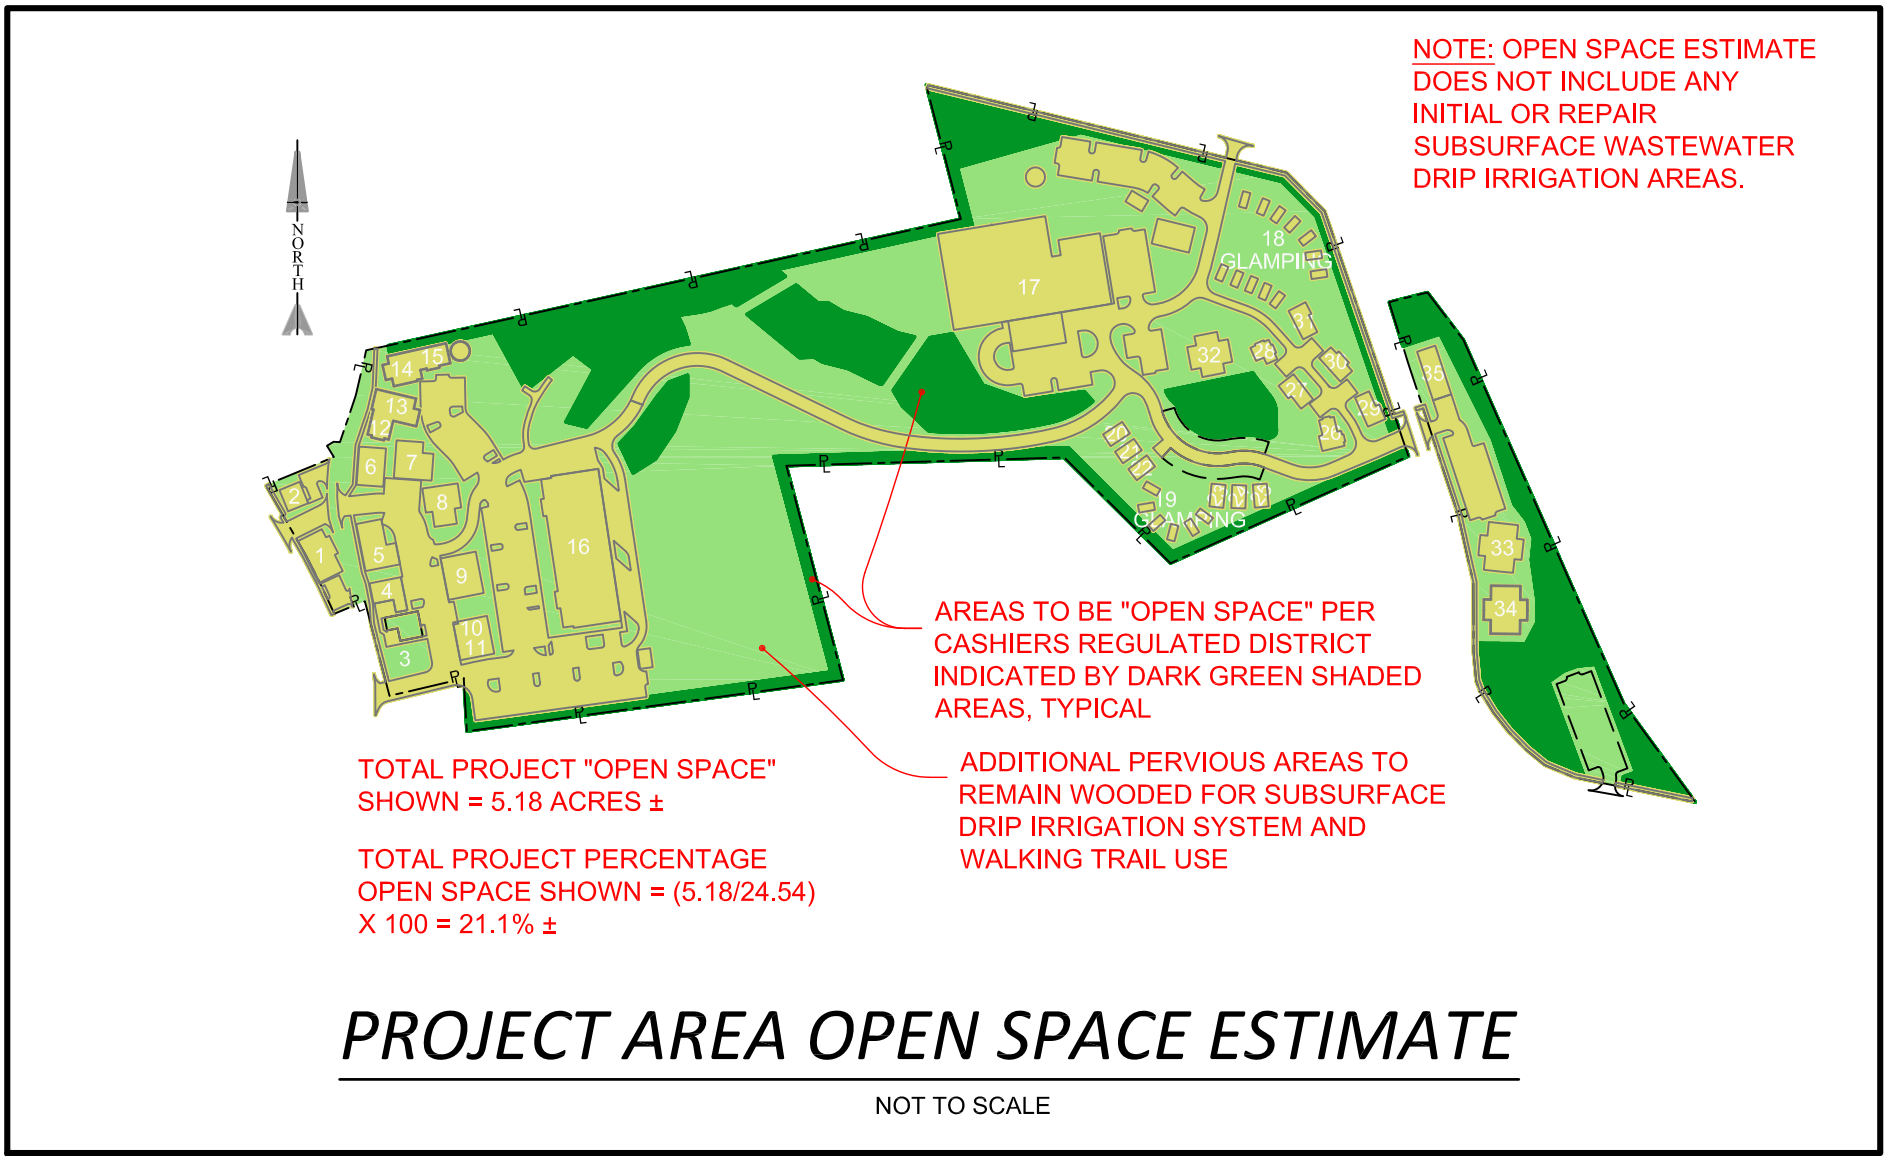 NOTE: OPEN SPACE ESTIMATE
DOES NOT INCLUDE ANY
INITIAL OR REPAIR
SUBSURFACE WASTEWATER
DRIP IRRIGATION AREAS.
NORTH
18
GLAMPING
17
31
32
28
30
27
29
26
35
33
34
20
21
22
19
GLAMPING
15
14
13
12
6
7
8
2
1
5
4
3
9
10
11
16
PL
AREAS TO BE "OPEN SPACE" PER
CASHIERS REGULATED DISTRICT
INDICATED BY DARK GREEN SHADED
AREAS, TYPICAL
ADDITIONAL PERVIOUS AREAS TO
REMAIN WOODED FOR SUBSURFACE
DRIP IRRIGATION SYSTEM AND
WALKING TRAIL USE
TOTAL PROJECT "OPEN SPACE"
SHOWN = 5.18 ACRES ±
TOTAL PROJECT PERCENTAGE
OPEN SPACE SHOWN = (5.18/24.54)
X 100 = 21.1% ±
PROJECT AREA OPEN SPACE ESTIMATE
NOT TO SCALE